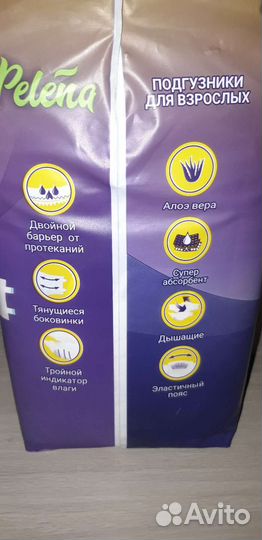 Peleña
ПОДГУЗНИКИ
ДЛЯ ВЗРОСЛЫХ
Двойной
барьер от
протеканий
Тянущиеся
боковинки
Тройной
индикатор
влаги
Алоэ вера
Супер
абсорбент
Дышащие
Эластичный
пояс
Avito